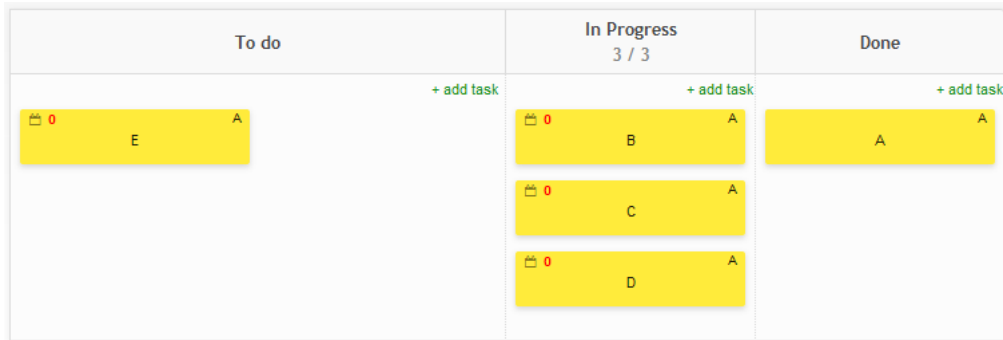 To do
In Progress
3 / 3
Done
+ add task
+ add task
+ add task
0 A
E
0 A
B
A
A
0 A
C
0 A
D